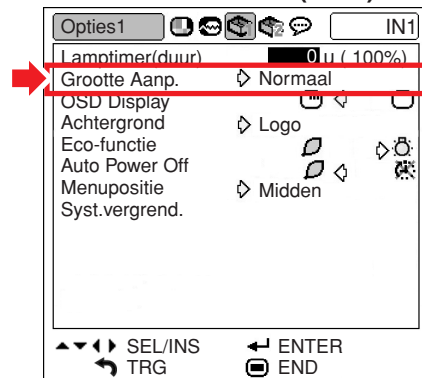 Opties1 2 IN1
Lamptimer(duur) 0 u ( 100%)
Grootte Aanp. Normaal
OSD Display
Achtergrond Logo
Eco-functie
Auto Power Off
Menupositie Midden
Syst.vergrend.
SEL/INS ENTER
TRG END